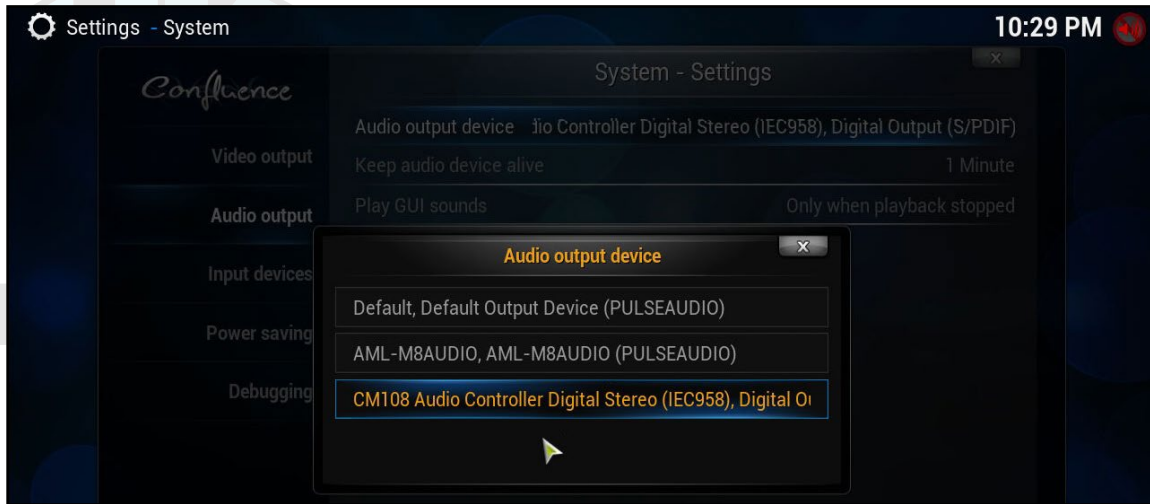 Settings - System
10:29 PM
Confluence
System - Settings
Audio output device dio Controller Digital Stereo (IEC958), Digital Output (S/PDIF)
Video output
Keep audio device alive 1 Minute
Audio output
Play GUI sounds Only when playback stopped
Input devices
Power saving
Debugging
Audio output device
X
Default, Default Output Device (PULSEAUDIO)
AML-M8AUDIO, AML-M8AUDIO (PULSEAUDIO)
CM108 Audio Controller Digital Stereo (IEC958), Digital Ou